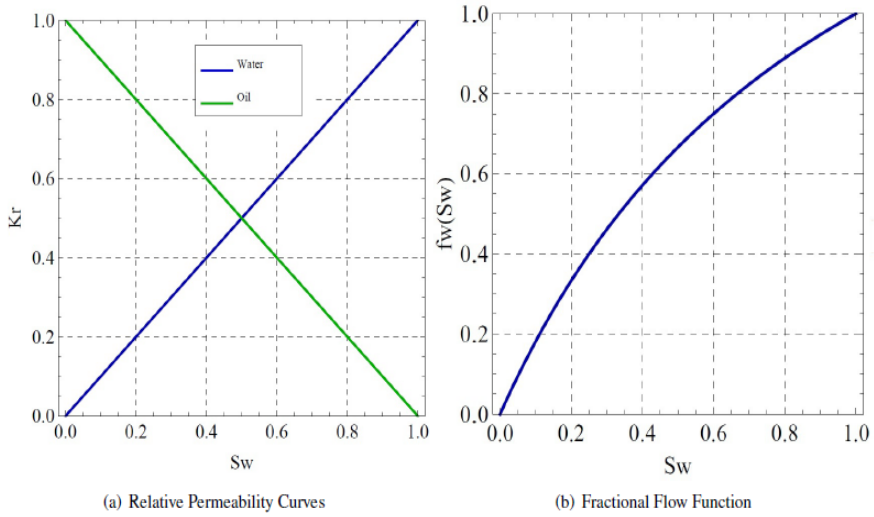 1.0
0.8
0.6
0.4
0.2
0.0
Kr
Water
Oil
0.0 0.2 0.4 0.6 0.8 1.0
Sw
(a) Relative Permeability Curves
1.0
0.8
0.6
0.4
0.2
0.0
fw(Sw)
0.0 0.2 0.4 0.6 0.8 1.0
Sw
(b) Fractional Flow Function